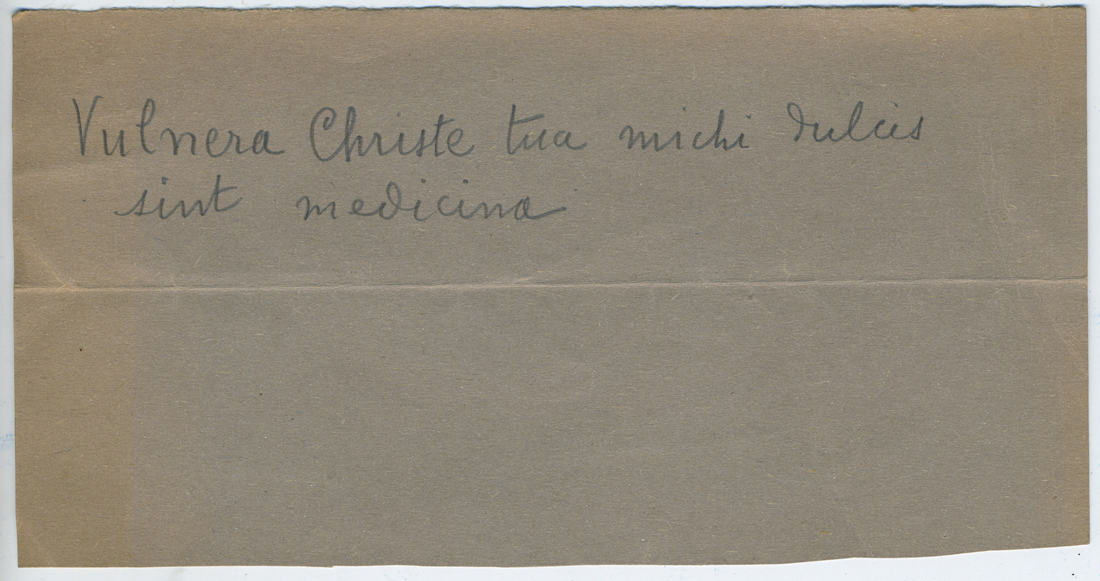 Vulnera Christe tua michi dulcis
sint medicina